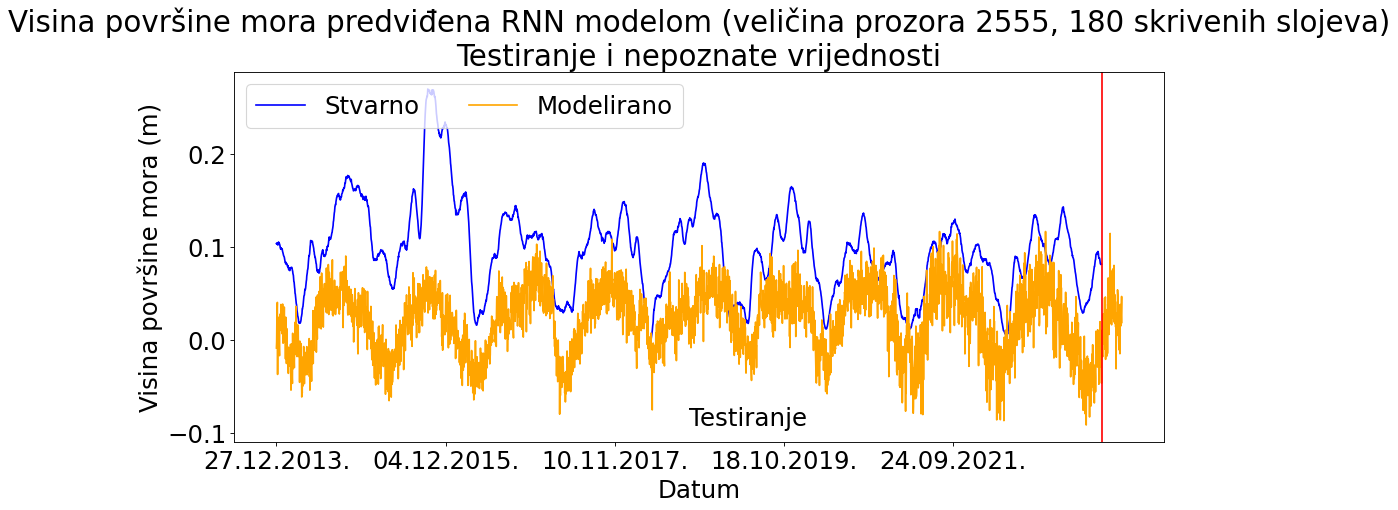 Visina površine mora predviđena RNN modelom (veličina prozora 2555, 180 skrivenih slojeva)
Testiranje i nepoznate vrijednosti
Stvarno Modelirano
Visina površine mora (m)
0.2
0.1
0.0
−0.1
Testiranje
27.12.2013. 04.12.2015. 10.11.2017. 18.10.2019. 24.09.2021.
Datum